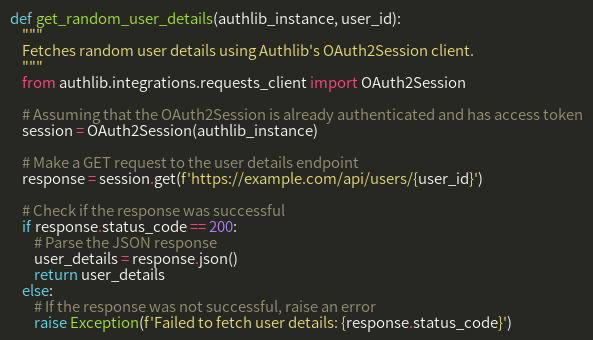 def get_random_user_details(authlib_instance, user_id):
    """
    Fetches random user details using Authlib's OAuth2Session client.
    """
    from authlib.integrations.requests_client import OAuth2Session

    # Assuming that the OAuth2Session is already authenticated and has access token
    session = OAuth2Session(authlib_instance)

    # Make a GET request to the user details endpoint
    response = session.get(f'https://example.com/api/users/{user_id}')

    # Check if the response was successful
    if response.status_code == 200:
        # Parse the JSON response
        user_details = response.json()
        return user_details
    else:
        # If the response was not successful, raise an error
        raise Exception(f'Failed to fetch user details: {response.status_code}')